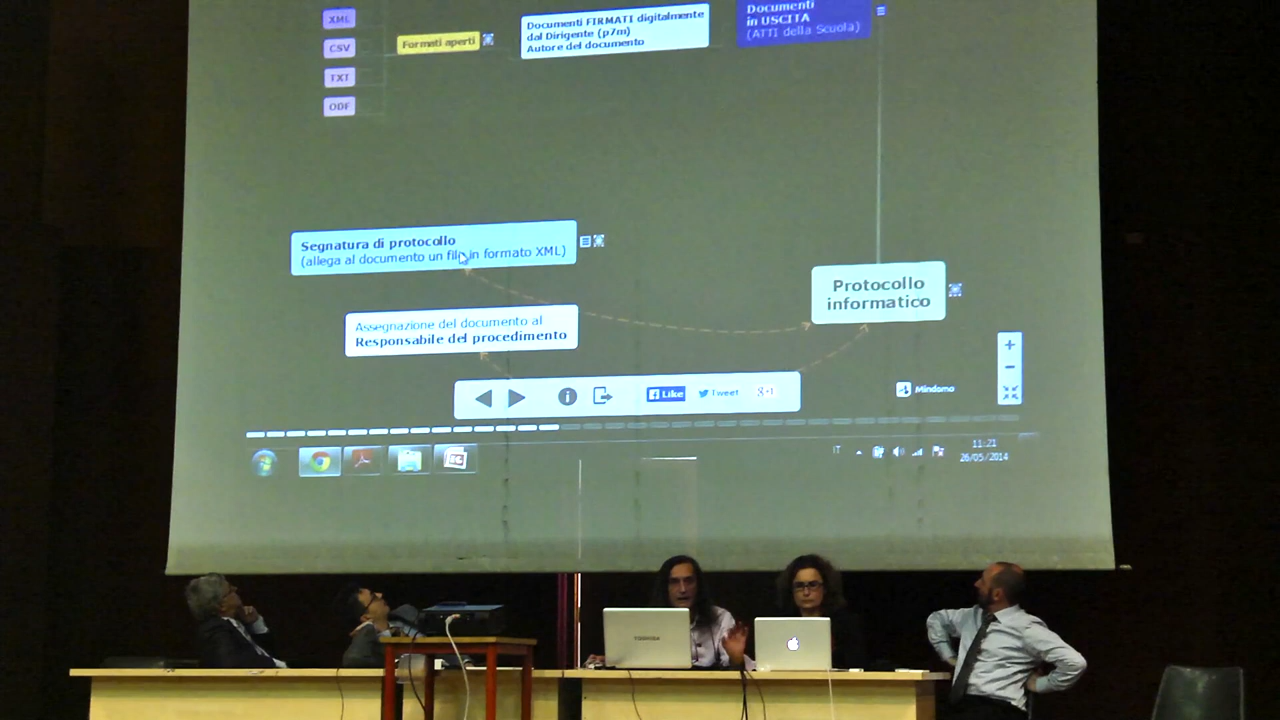 XML
CSV
TXT
ODF
Formati aperti
Documenti FIRMATI digitalmente
dal Dirigente (p7m)
Autore del documento
Documenti
in USCITA
(ATTI della Scuola)
Segnatura di protocollo
(allega al documento un file in formato XML)
Protocollo
informatico
Assegnazione del documento al
Responsabile del procedimento
Like
Tweet
g+1
Mindomo
IT
11:21
26/05/2014
TOSHIBA